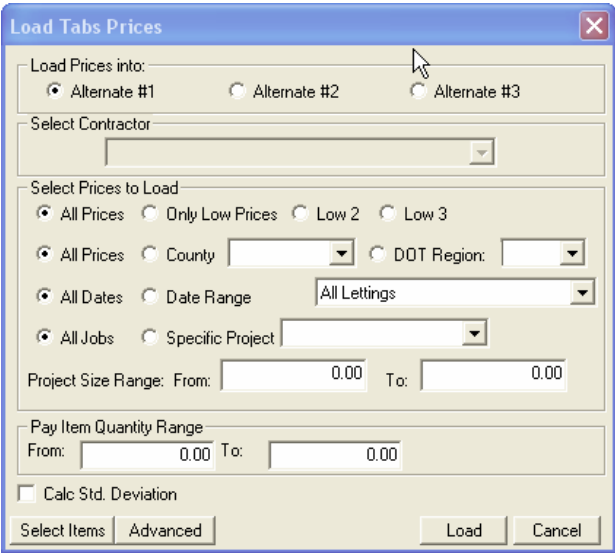 Load Tabs Prices
Load Prices into:
Alternate #1 Alternate #2 Alternate #3
Select Contractor
Select Prices to Load
All Prices Only Low Prices Low 2 Low 3
All Prices County DOT Region:
All Dates Date Range All Lettings
All Jobs Specific Project
Project Size Range: From: 0.00 To: 0.00
Pay Item Quantity Range
From: 0.00 To: 0.00
Calc Std. Deviation
Select Items Advanced Load Cancel